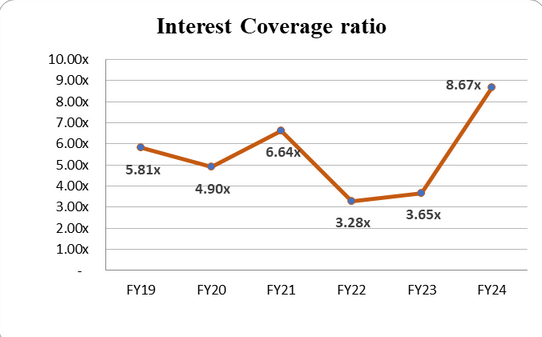 Interest Coverage ratio
10.00x
9.00x
8.00x
7.00x
6.00x
5.00x
4.00x
3.00x
2.00x
1.00x
-
5.81x
4.90x
6.64x
3.28x
3.65x
8.67x
FY19 FY20 FY21 FY22 FY23 FY24